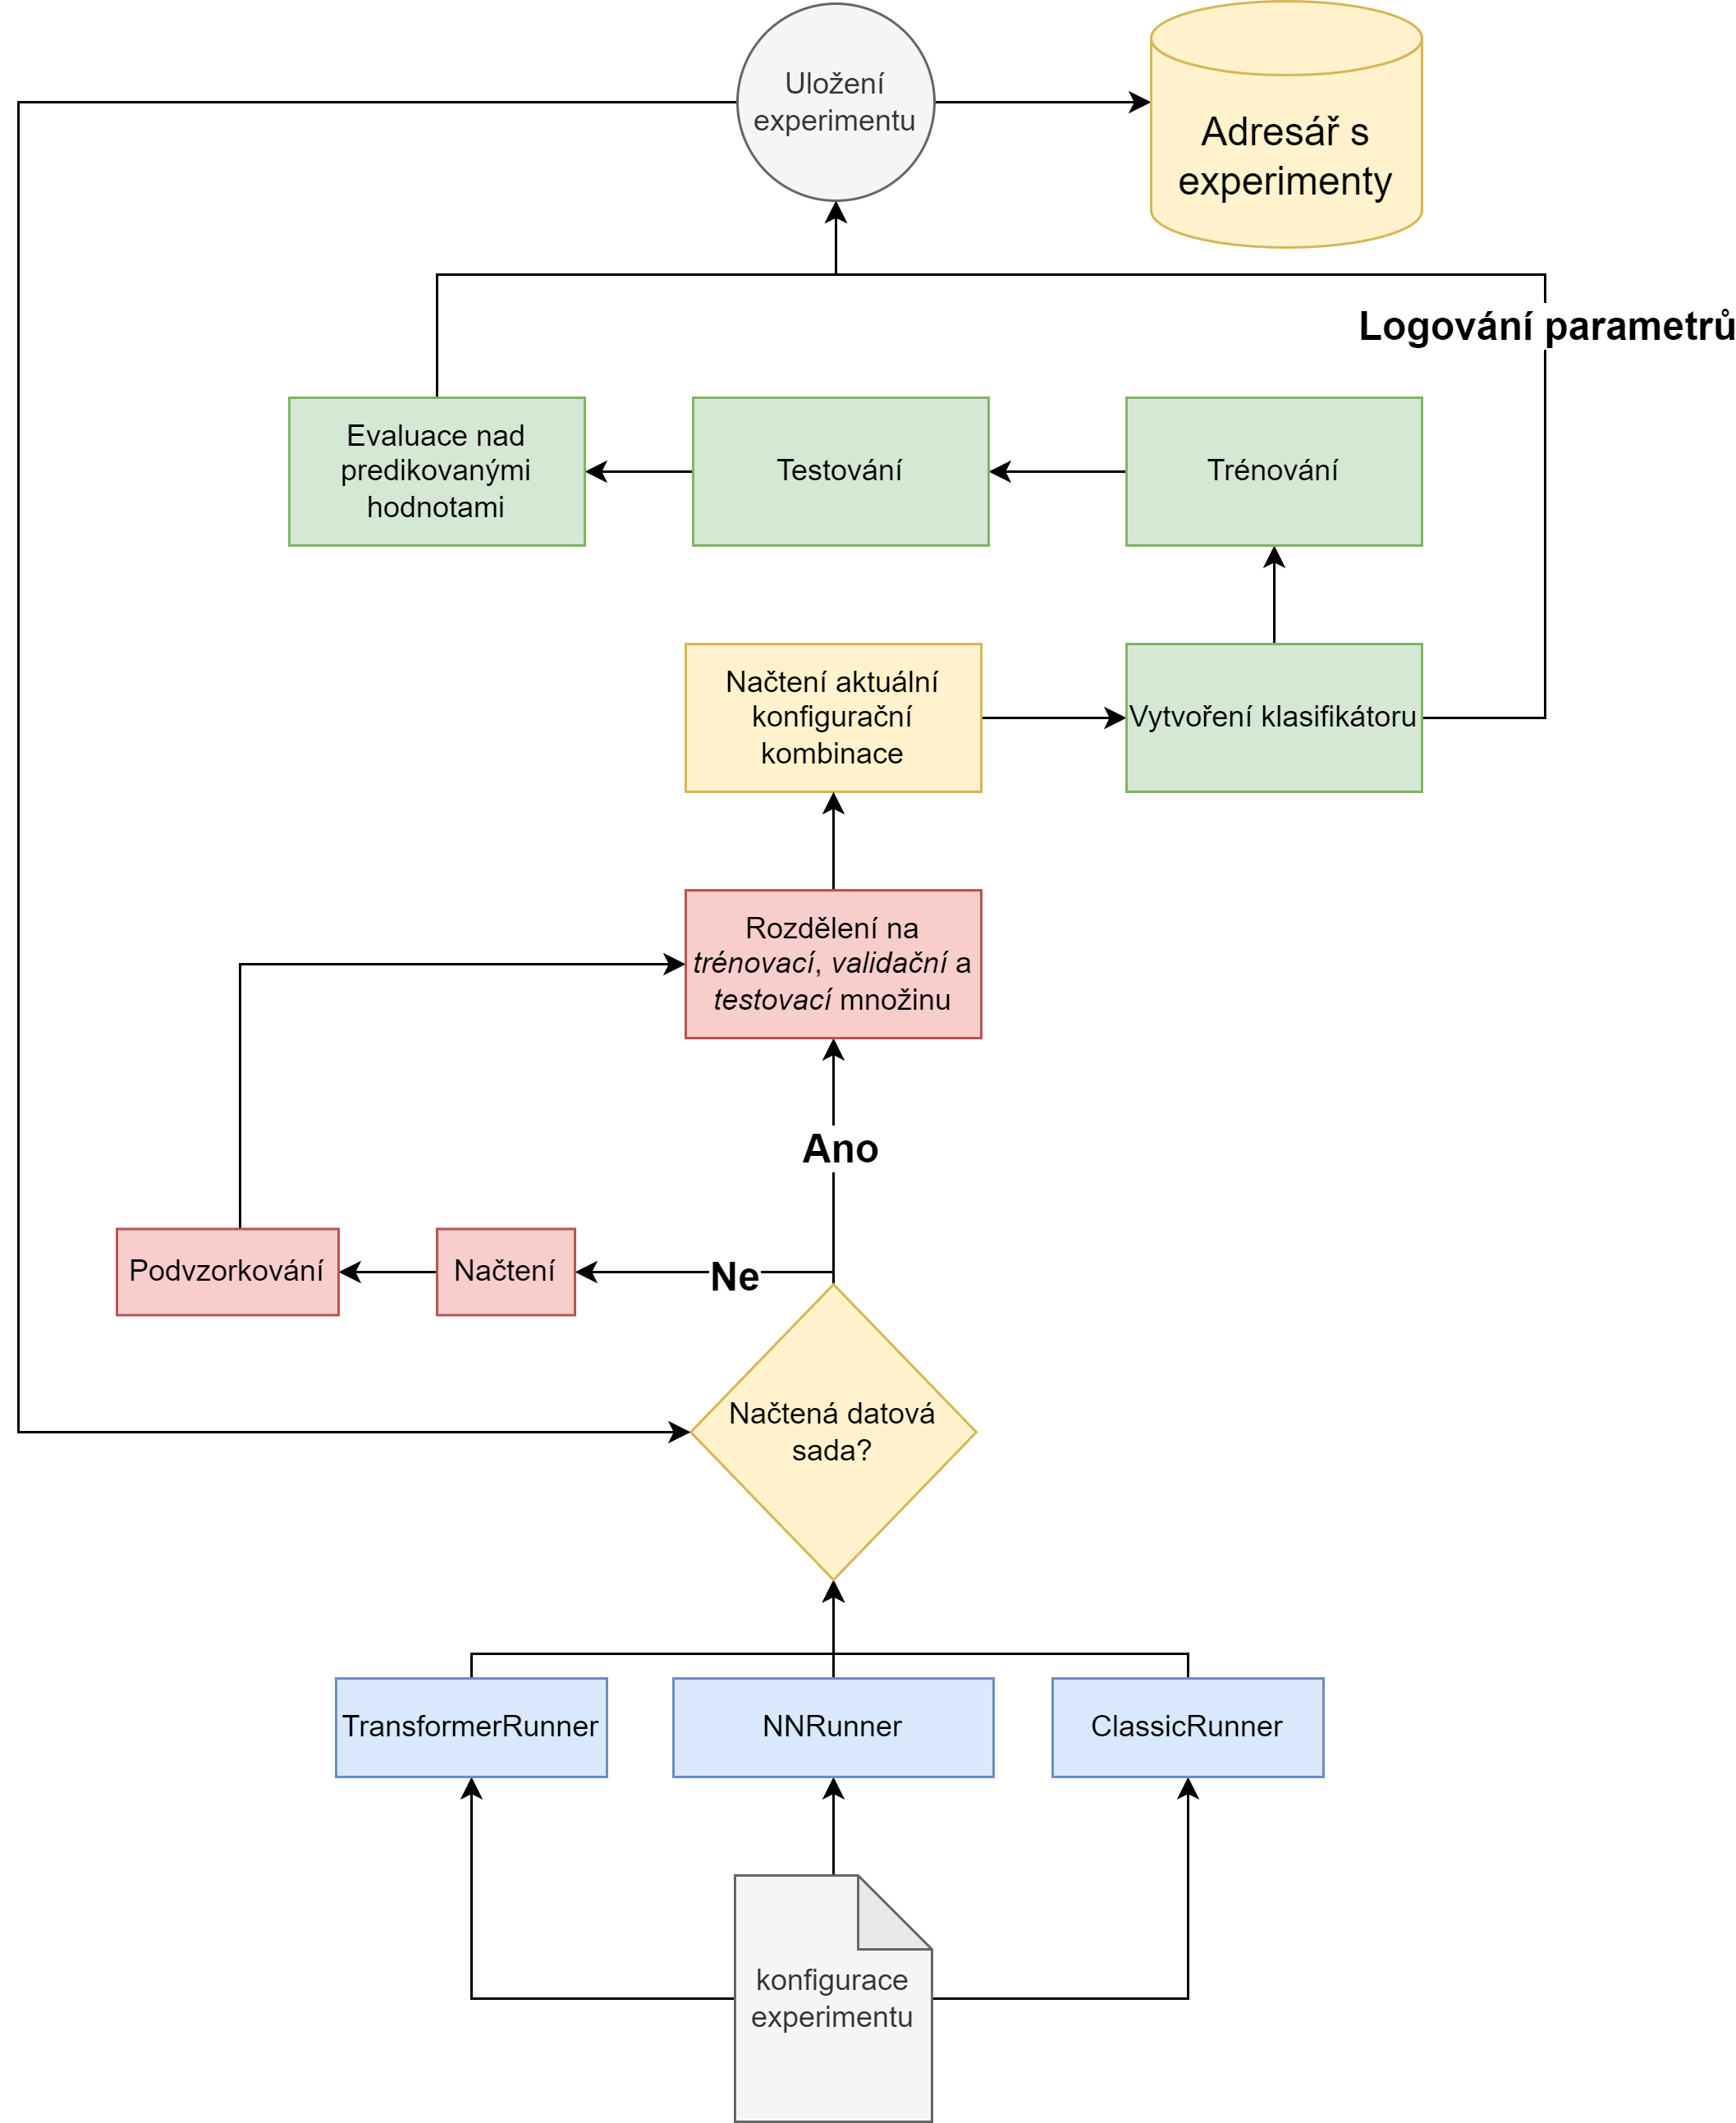 Uložení
experimentu
Adresář s
experimenty
Logování parametrů
Evaluace nad
predikovanými
hodnotami
Testování
Trénování
Načtení aktuální
konfigurační
kombinace
Vytvoření klasifikátoru
Rozdělení na
trénovací, validační a
testovací množinu
Ano
Podvzorkování
Načtení
Ne
Načtená datová
sada?
TransformerRunner
NNRunner
ClassicRunner
konfigurace
experimentu